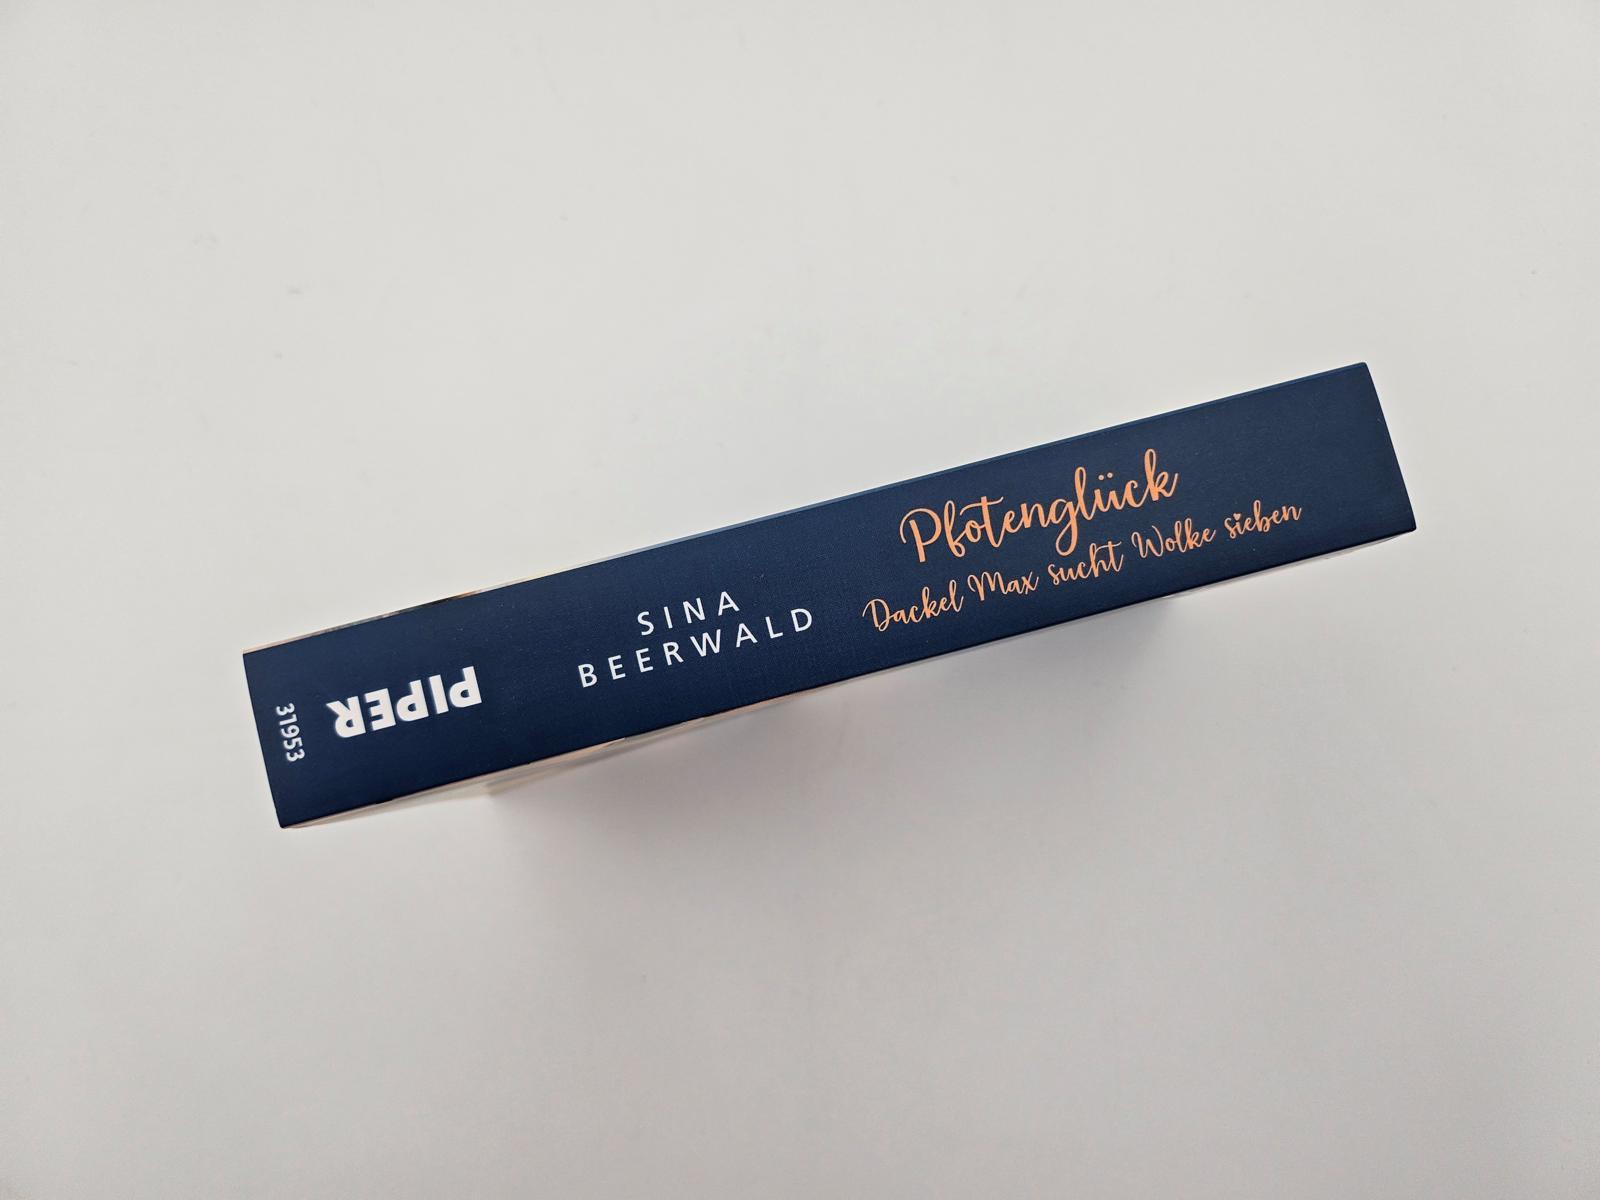 Pfotenglück
Dackel Max sucht Wolke sieben
SINA
BEERWALD
PIPER
31953